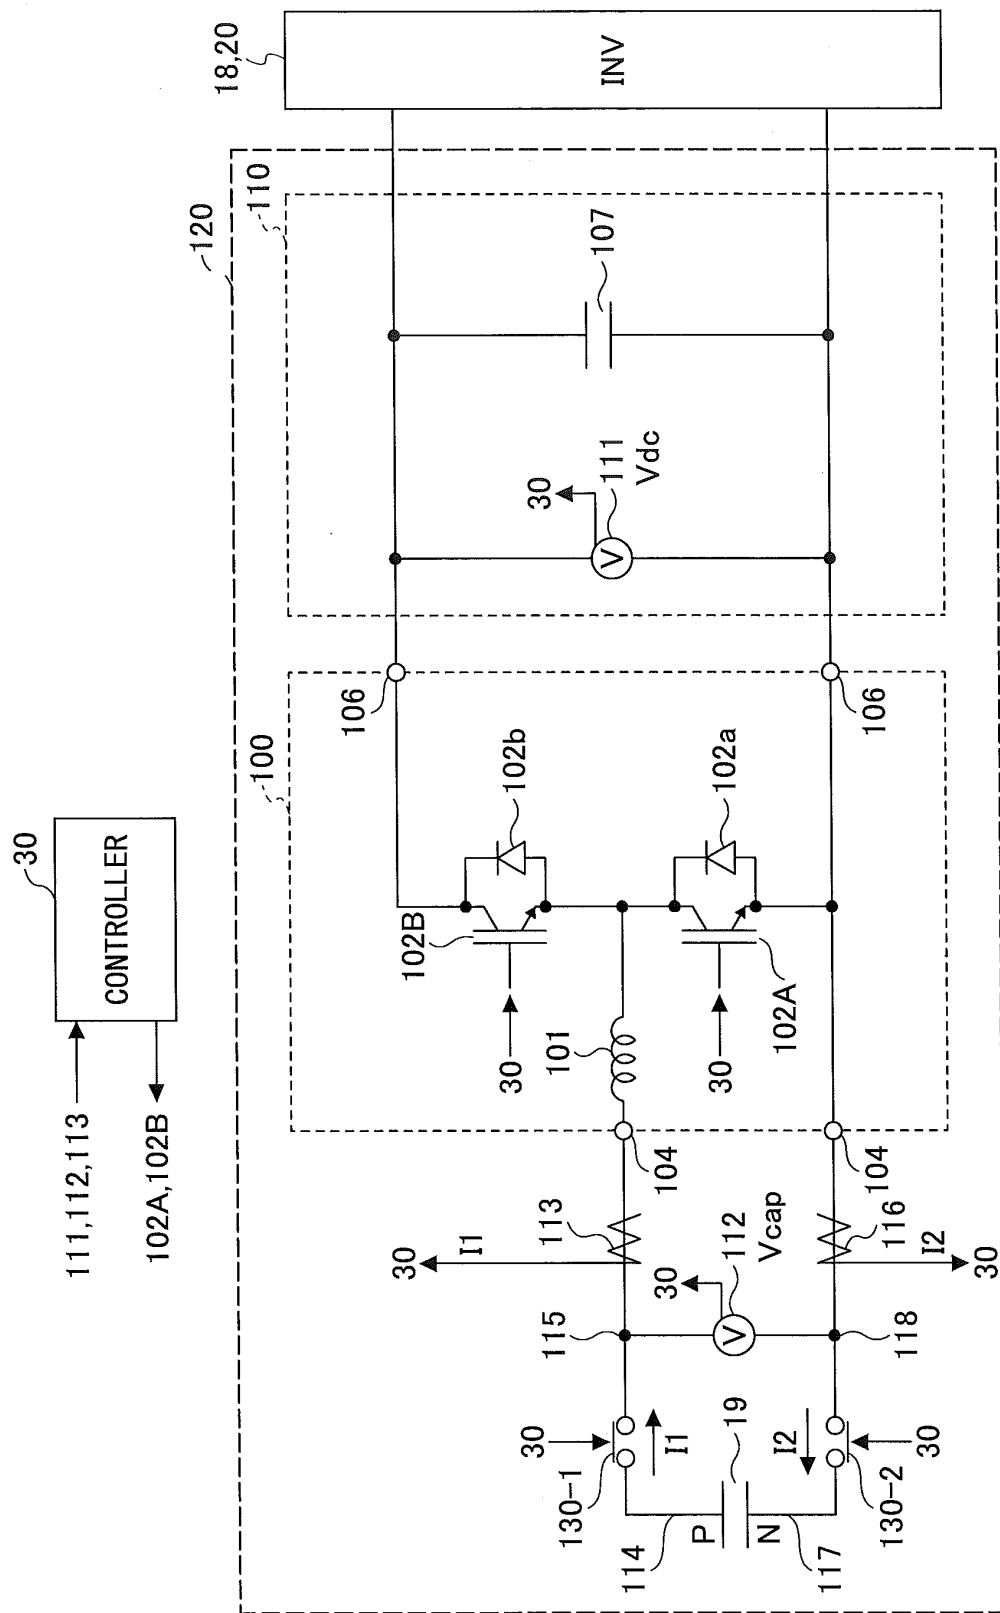 30
CONTROLLER
111,112,113
102A,102B
18,20
INV
120
110
107
30
111
Vdc
100
106
106
102B
102b
30
102A
102a
30
101
104
104
113
I1
30
116
I2
30
112
Vcap
30
115
118
130-1
30
I1
19
I2
130-2
30
114
P
N
117